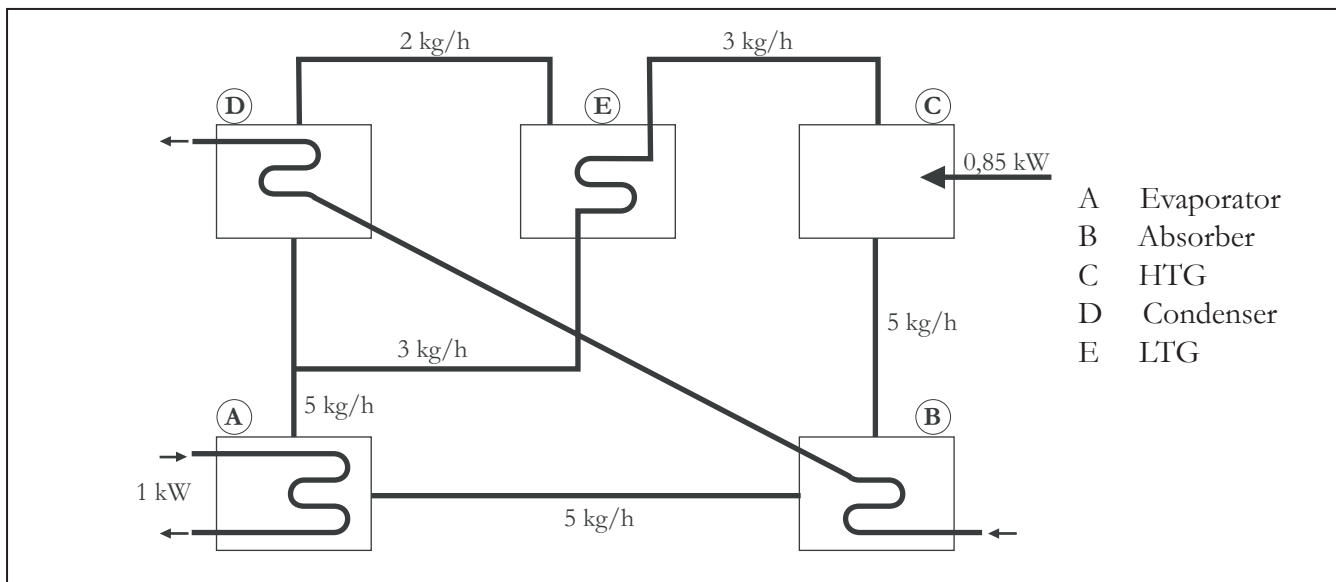 2 kg/h
3 kg/h
D
E
C
0,85 kW
A Evaporator
B Absorber
C HTG
D Condenser
E LTG
5 kg/h
3 kg/h
5 kg/h
A
B
1 kW
5 kg/h